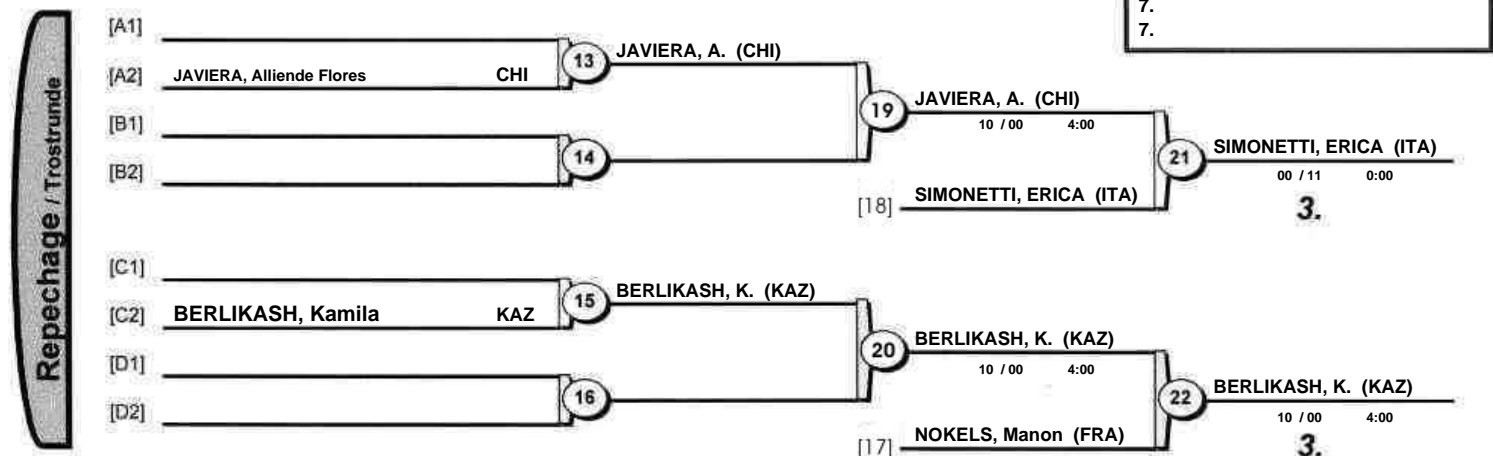 7.
7.
Repechage / Trostrunde
[A1]
[A2] JAVIERA, Alliende Flores CHI
13 JAVIERA, A. (CHI)
[B1]
[B2]
14
19 JAVIERA, A. (CHI)
10 / 00 4:00
[18] SIMONETTI, ERICA (ITA)
21 SIMONETTI, ERICA (ITA)
00 / 11 0:00
3.
[C1]
[C2] BERLIKASH, Kamila KAZ
15 BERLIKASH, K. (KAZ)
[D1]
[D2]
16
20 BERLIKASH, K. (KAZ)
10 / 00 4:00
[17] NOKELS, Manon (FRA)
22 BERLIKASH, K. (KAZ)
10 / 00 4:00
3.